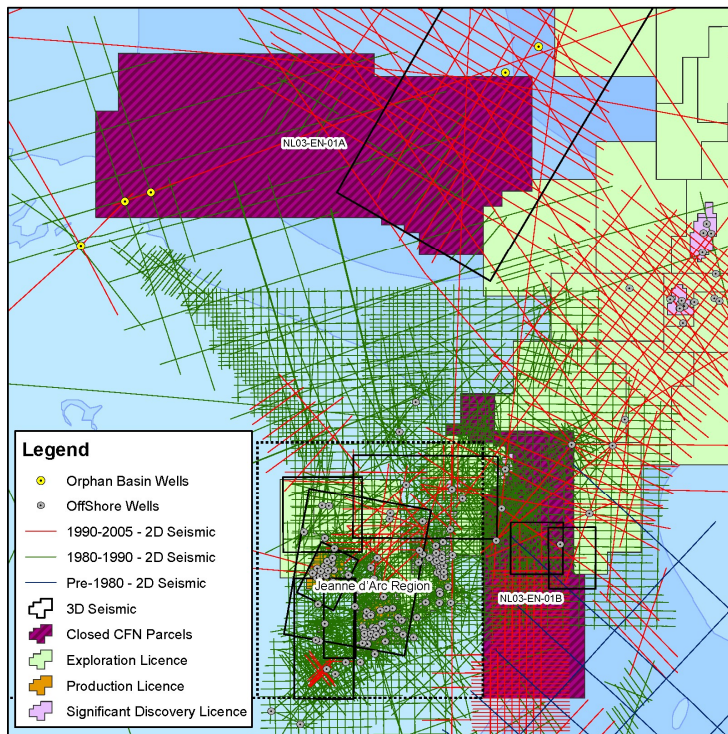 NL03-EN-01A
Legend
Orphan Basin Wells
OffShore Wells
1990-2005 - 2D Seismic
1980-1990 - 2D Seismic
Pre-1980 - 2D Seismic
3D Seismic
Closed CFN Parcels
Exploration Licence
Production Licence
Significant Discovery Licence
Jeanne d'Arc Region
NL03-EN-01B